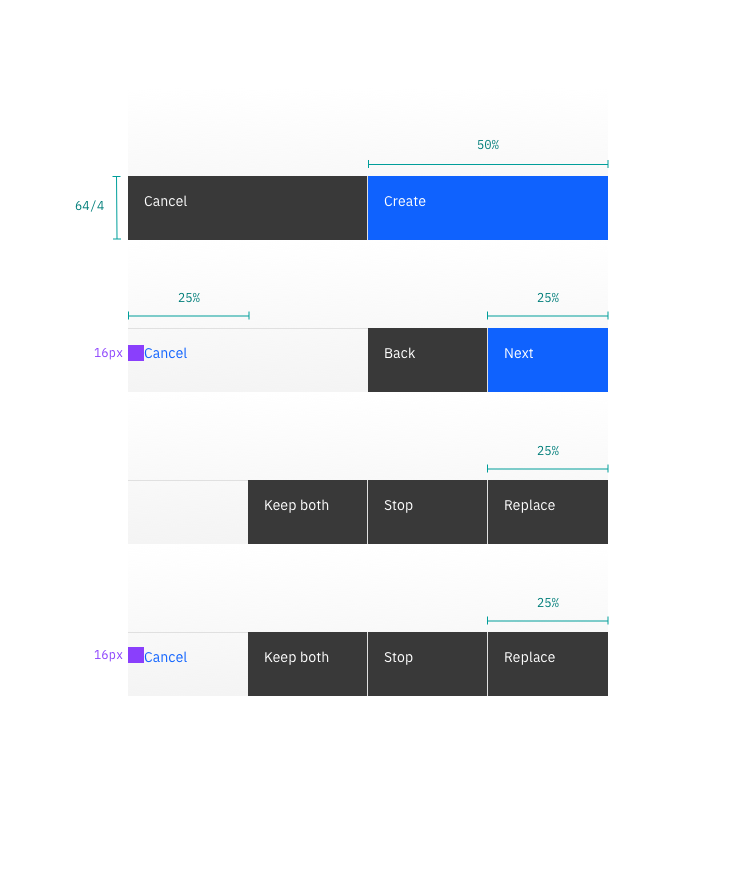 50%
64/4
Cancel
Create
25%
25%
16px
Cancel
Back
Next
25%
Keep both
Stop
Replace
25%
16px
Cancel
Keep both
Stop
Replace